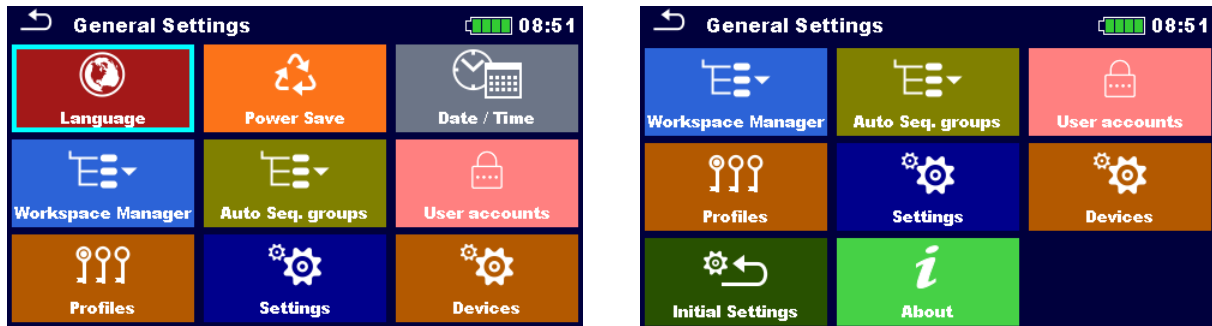 General Settings 08:51
Language Power Save Date / Time
Workspace Manager Auto Seq. groups User accounts
Profiles Settings Devices
General Settings 08:51
Workspace Manager Auto Seq. groups User accounts
Profiles Settings Devices
Initial Settings About